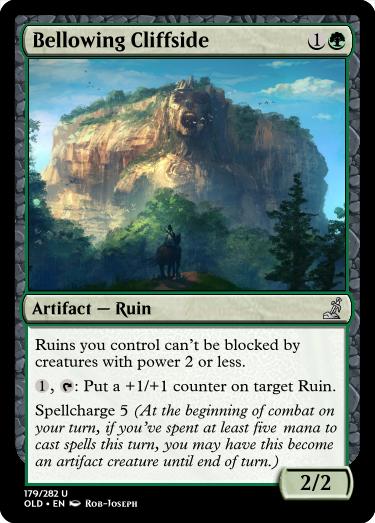 Bellowing Cliffside 1
Artifact — Ruin
Ruins you control can't be blocked by
creatures with power 2 or less.
1, : Put a +1/+1 counter on target Ruin.
Spellcharge 5 (At the beginning of combat on
your turn, if you've spent at least five mana to
cast spells this turn, you may have this become
an artifact creature until end of turn.)
2/2
179/282 U
OLD • EN Rob-Joseph